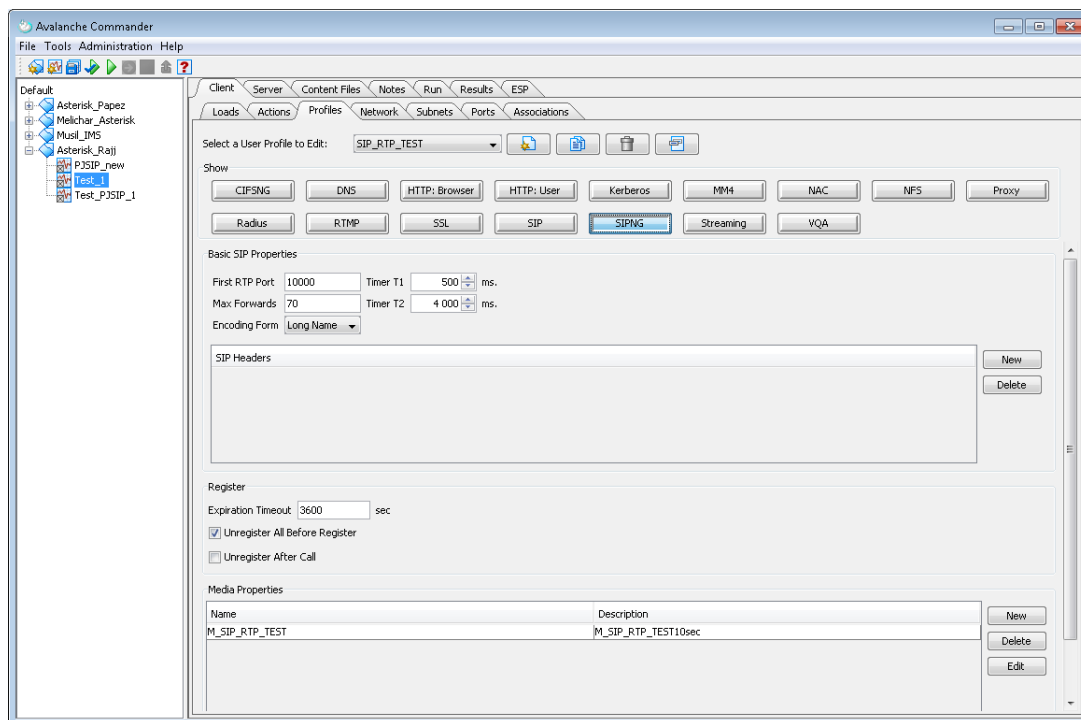 Avalanche Commander
File Tools Administration Help
Default
Asterisk_Papez
Melichar_Asterisk
Musil_IMS
Asterisk_Rajj
PJSIP_new
Test_1
Test_PJSIP_1
Client Server Content Files Notes Run Results ESP
Loads Actions Profiles Network Subnets Ports Associations
Select a User Profile to Edit: SIP_RTP_TEST
Show
CIFSNG DNS HTTP: Browser HTTP: User Kerberos MM4 NAC NFS Proxy
Radius RTMP SSL SIP SIPNG Streaming VQA
Basic SIP Properties
First RTP Port 10000 Timer T1 500 ms.
Max Forwards 70 Timer T2 4 000 ms.
Encoding Form Long Name
SIP Headers
New
Delete
Register
Expiration Timeout 3600 sec
Unregister All Before Register
Unregister After Call
Media Properties
Name Description
New
M_SIP_RTP_TEST M_SIP_RTP_TEST10sec
Delete
Edit